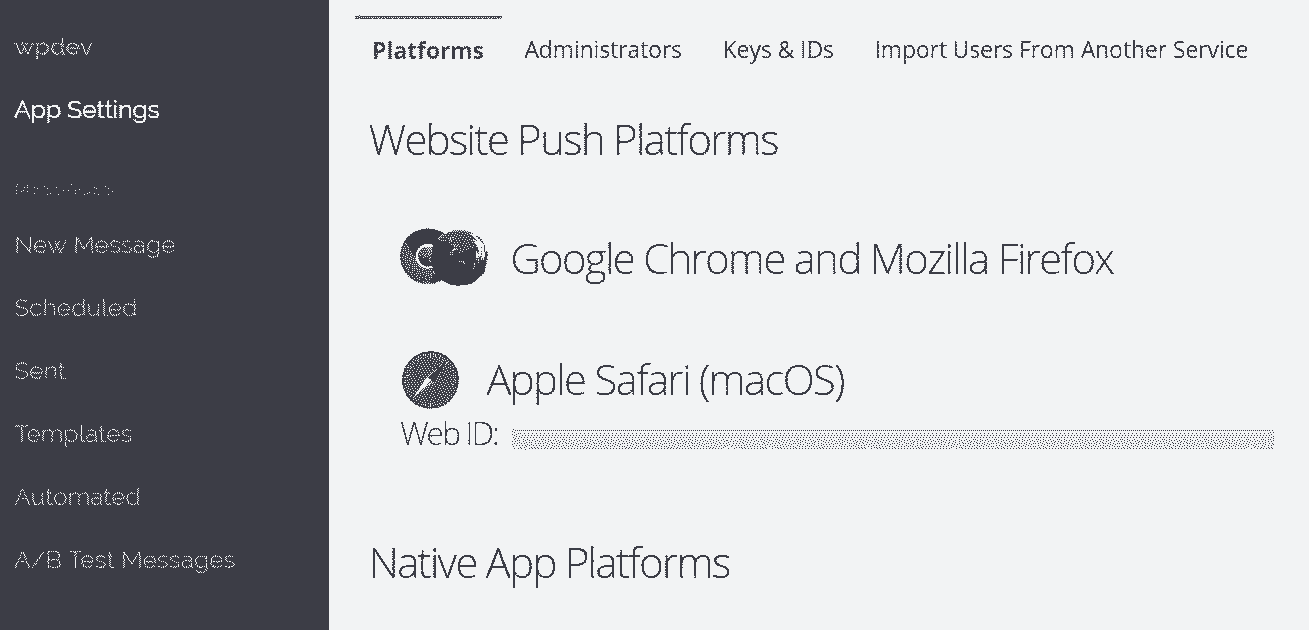 wpdev
App Settings
New Message
Scheduled
Sent
Templates
Automated
A/B Test Messages
Platforms Administrators Keys & IDs Import Users From Another Service
Website Push Platforms
Google Chrome and Mozilla Firefox
Apple Safari (macOS)
Web ID:
Native App Platforms